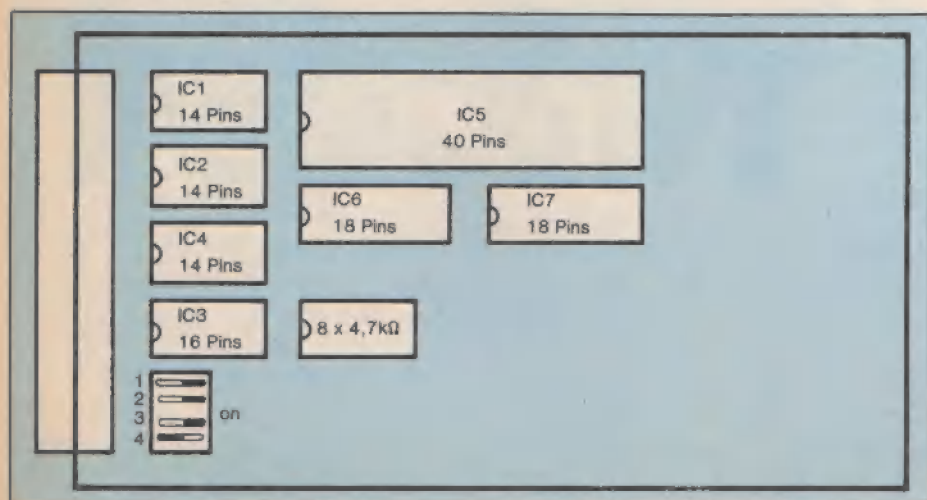 IC1
14 Pins
IC5
40 Pins
IC2
14 Pins
IC6
18 Pins
IC7
18 Pins
IC4
14 Pins
IC3
16 Pins
8 x 4,7kΩ
1
2
3
4
on